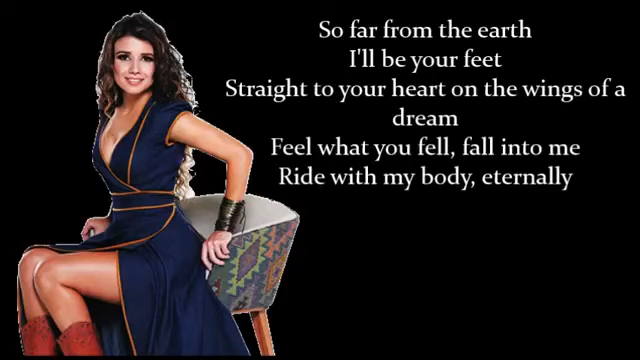 So far from the earth
I'll be your feet
Straight to your heart on the wings of a
dream
Feel what you fell, fall into me
Ride with my body, eternally